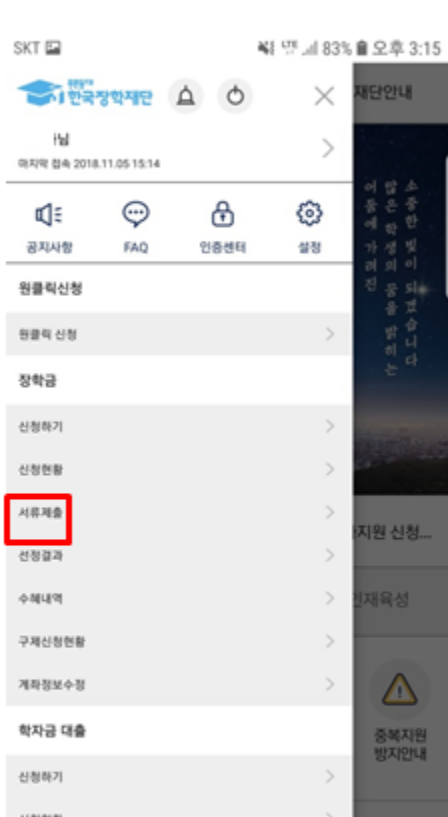 SKT 83% 오후 3:15
한국장학재단
님
마지막 접속 2018.11.05 15:14
공지사항 FAQ 인증센터 설정
원클릭신청
원클릭 신청
장학금
신청하기
신청현황
서류제출
선정결과
수혜내역
구제신청현황
계좌정보수정
학자금 대출
신청하기
재단안내
소중한 빛이 되겠습니다
많은 학생의 꿈을 밝히는
어둠에 가려진
지원 신청...
인재육성
중복지원
방지안내